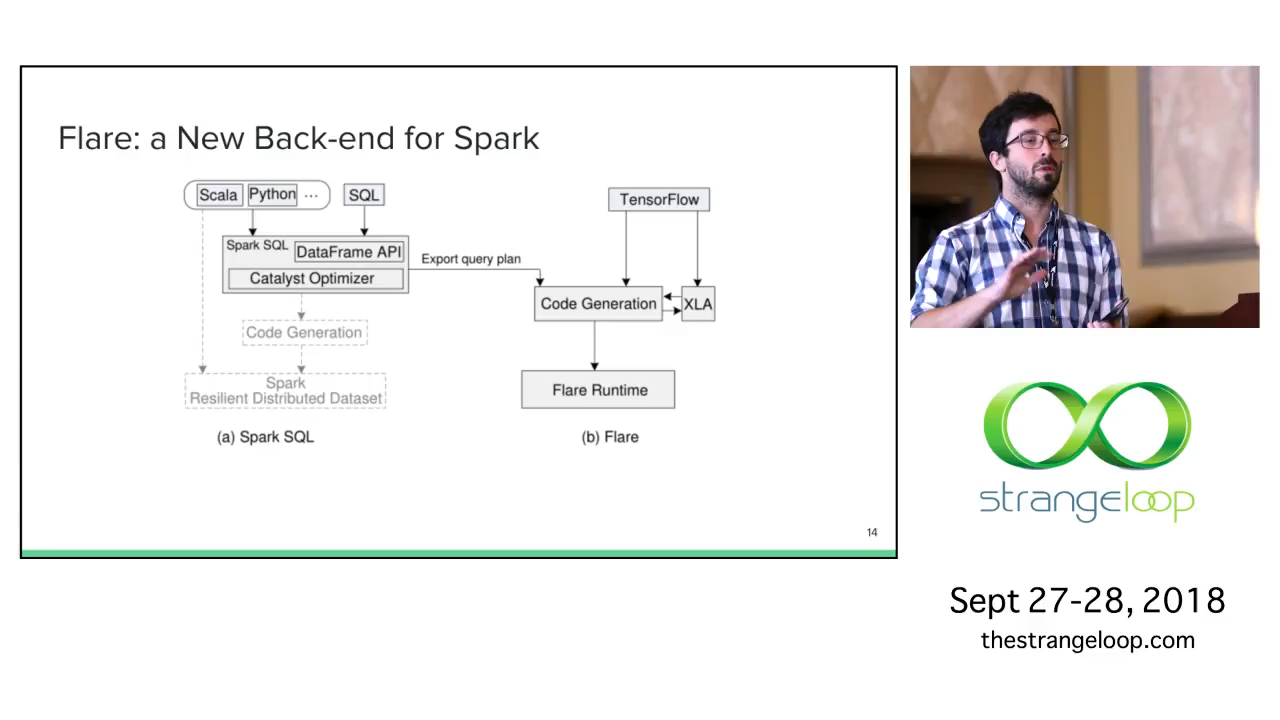 Flare: a New Back-end for Spark
Scala Python ... SQL
Spark SQL DataFrame API
Catalyst Optimizer
Code Generation
Spark
Resilient Distributed Dataset
(a) Spark SQL
Export query plan
TensorFlow
Code Generation XLA
Flare Runtime
(b) Flare
14
strangeloop
Sept 27-28, 2018
thestrangeloop.com